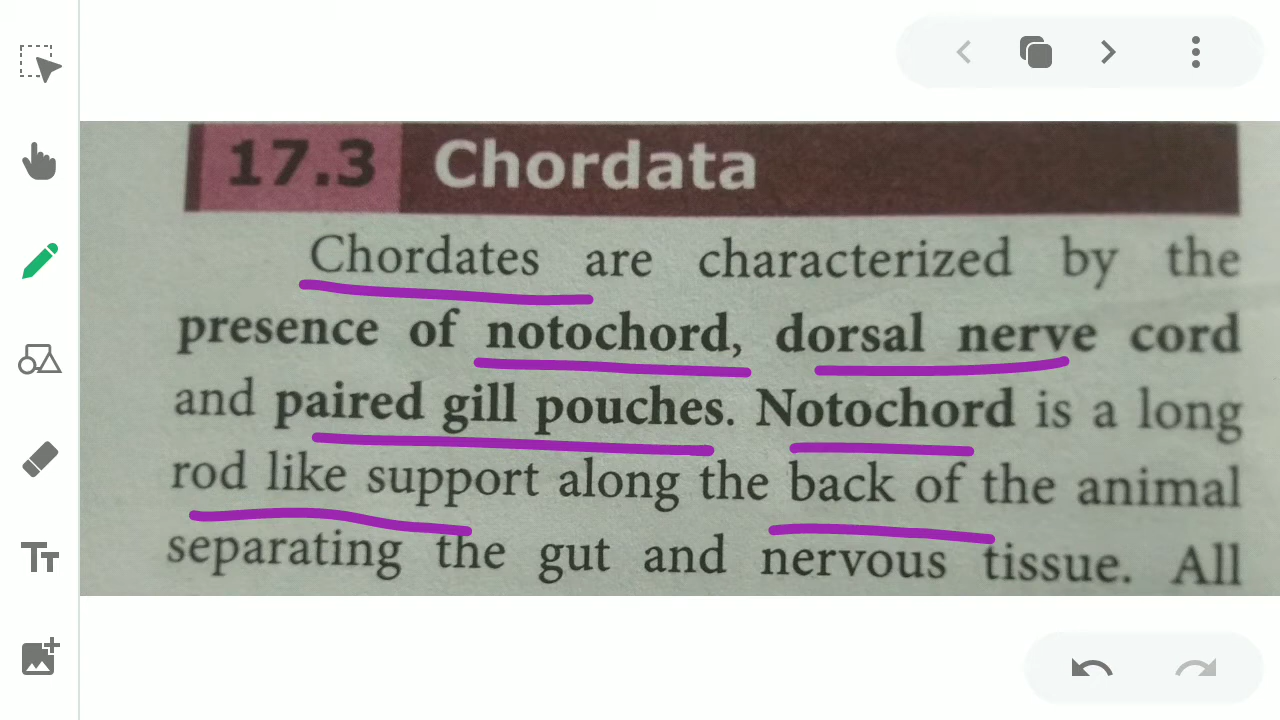 17.3 Chordata
Chordates are characterized by the
presence of notochord, dorsal nerve cord
and paired gill pouches. Notochord is a long
rod like support along the back of the animal
separating the gut and nervous tissue. All